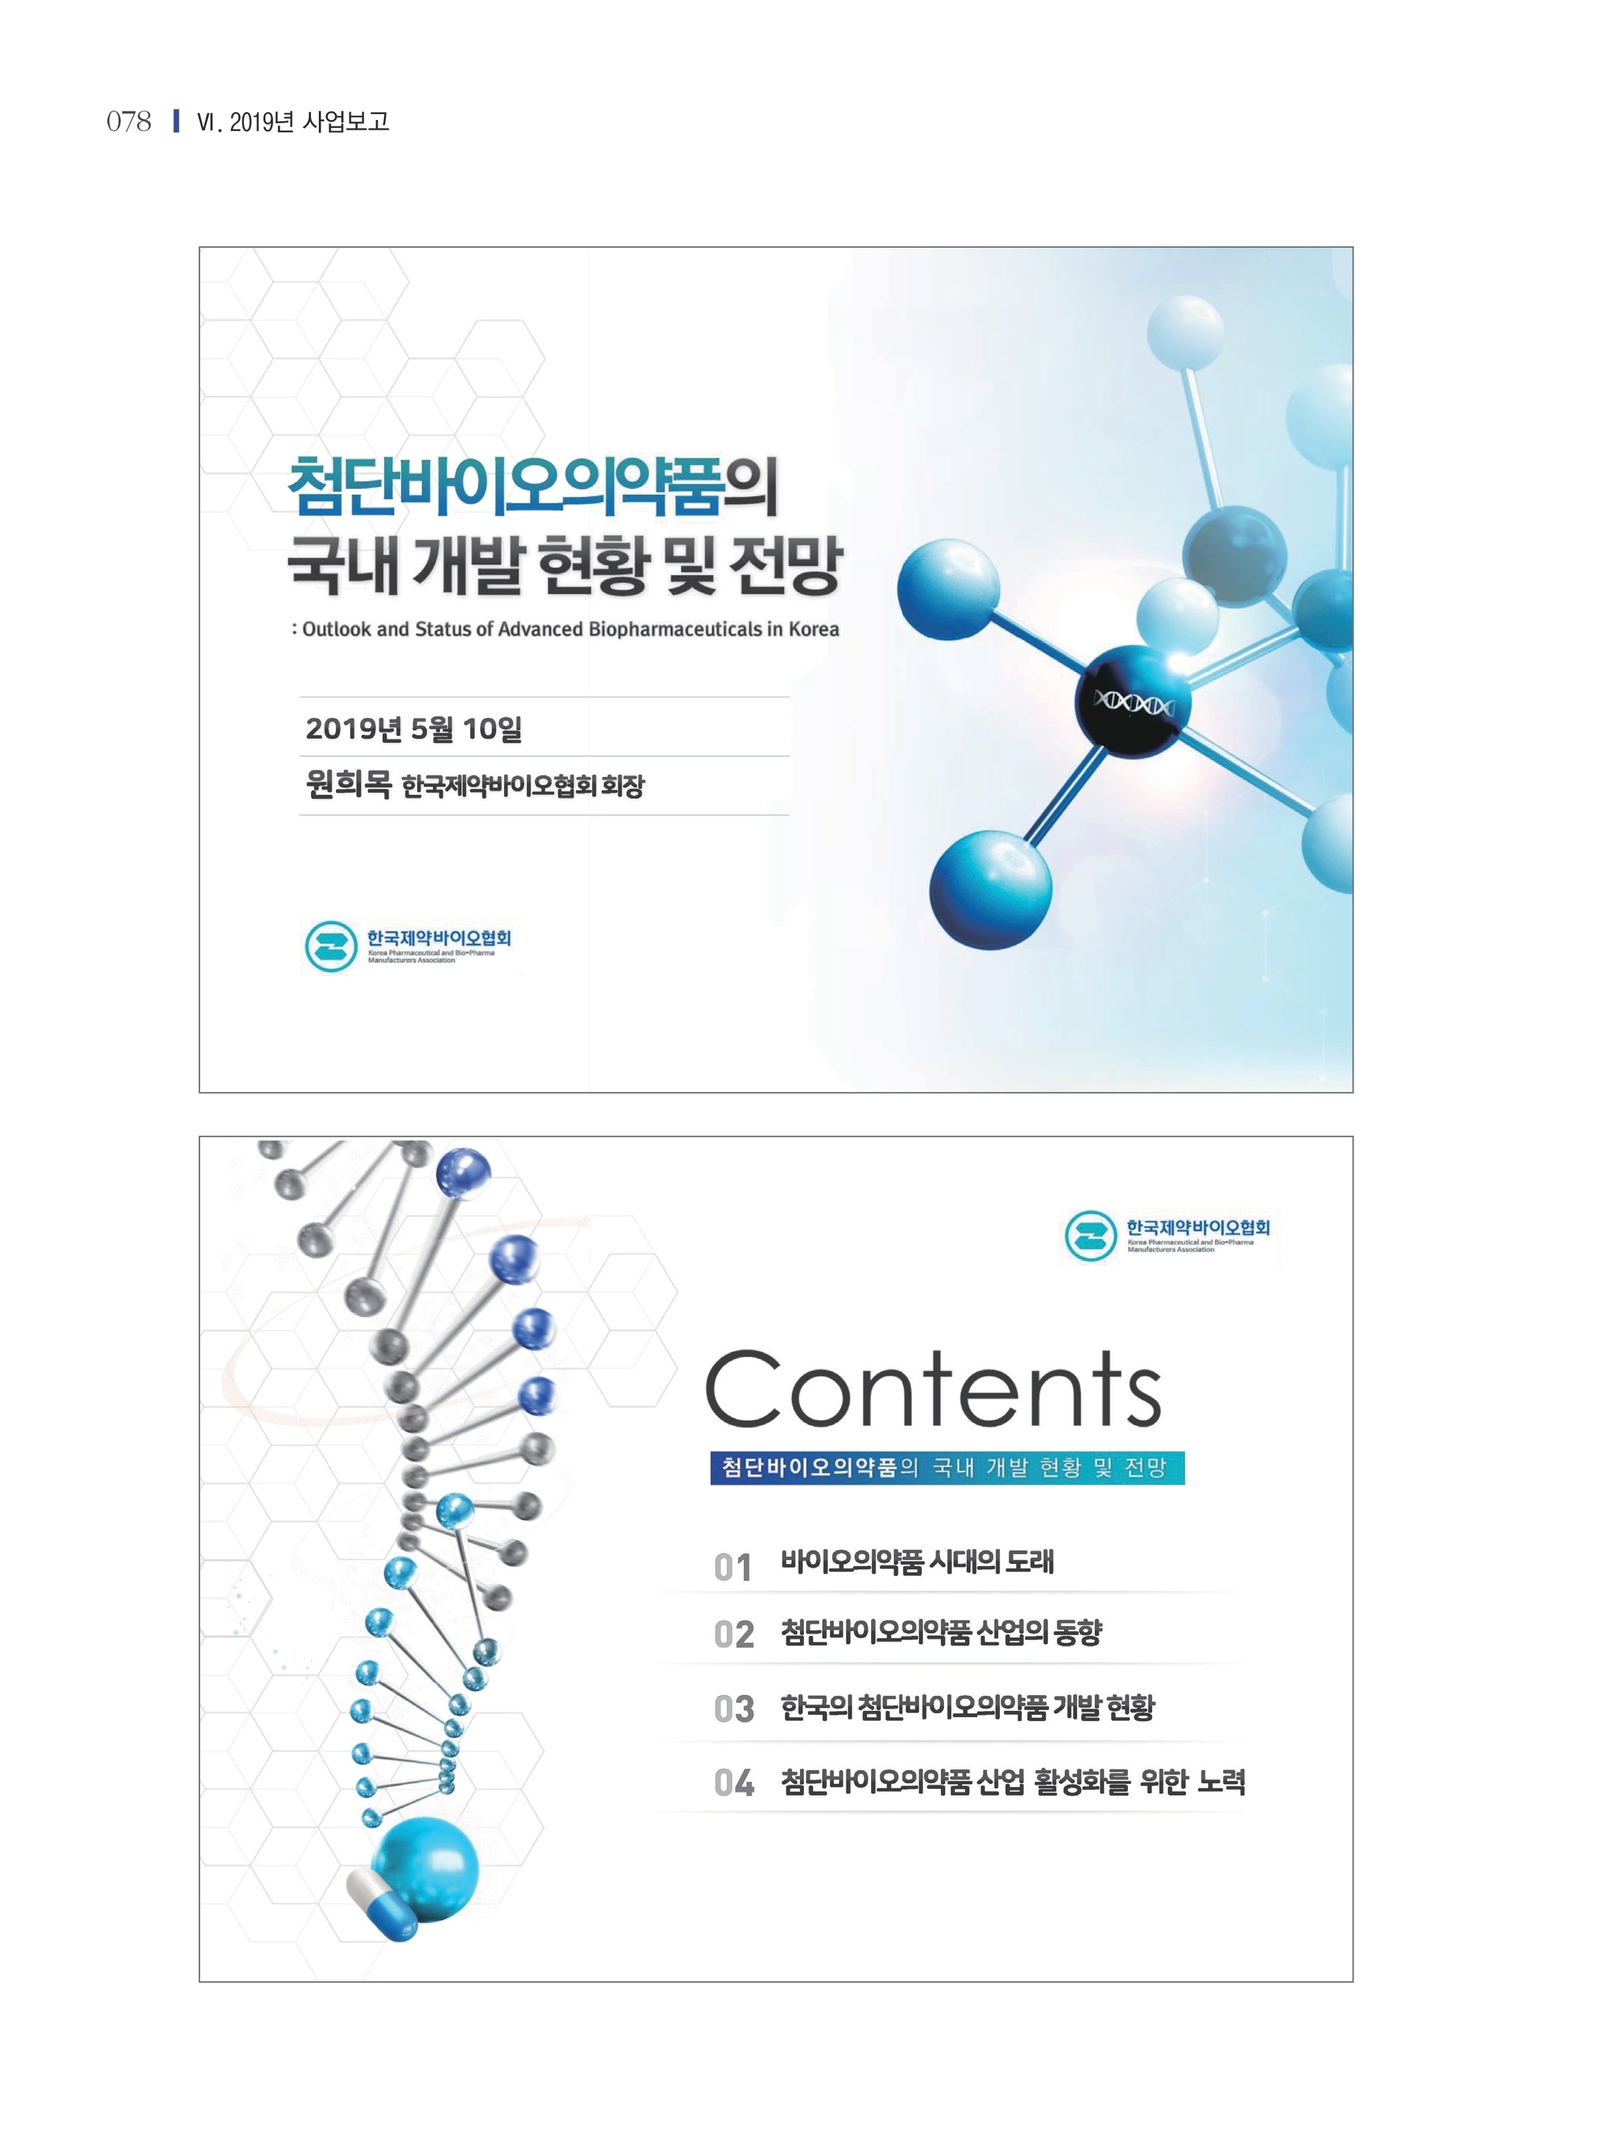 078 Ⅵ. 2019년 사업보고
첨단바이오의약품의
국내 개발 현황 및 전망
: Outlook and Status of Advanced Biopharmaceuticals in Korea
2019년 5월 10일
원희목 한국제약바이오협회 회장
한국제약바이오협회
Korea Pharmaceutical and Bio-Pharma
Manufacturers Association
한국제약바이오협회
Korea Pharmaceutical and Bio-Pharma
Manufacturers Association
Contents
첨단바이오의약품의 국내 개발 현황 및 전망
01 바이오의약품 시대의 도래
02 첨단바이오의약품 산업의 동향
03 한국의 첨단바이오의약품 개발 현황
04 첨단바이오의약품 산업 활성화를 위한 노력